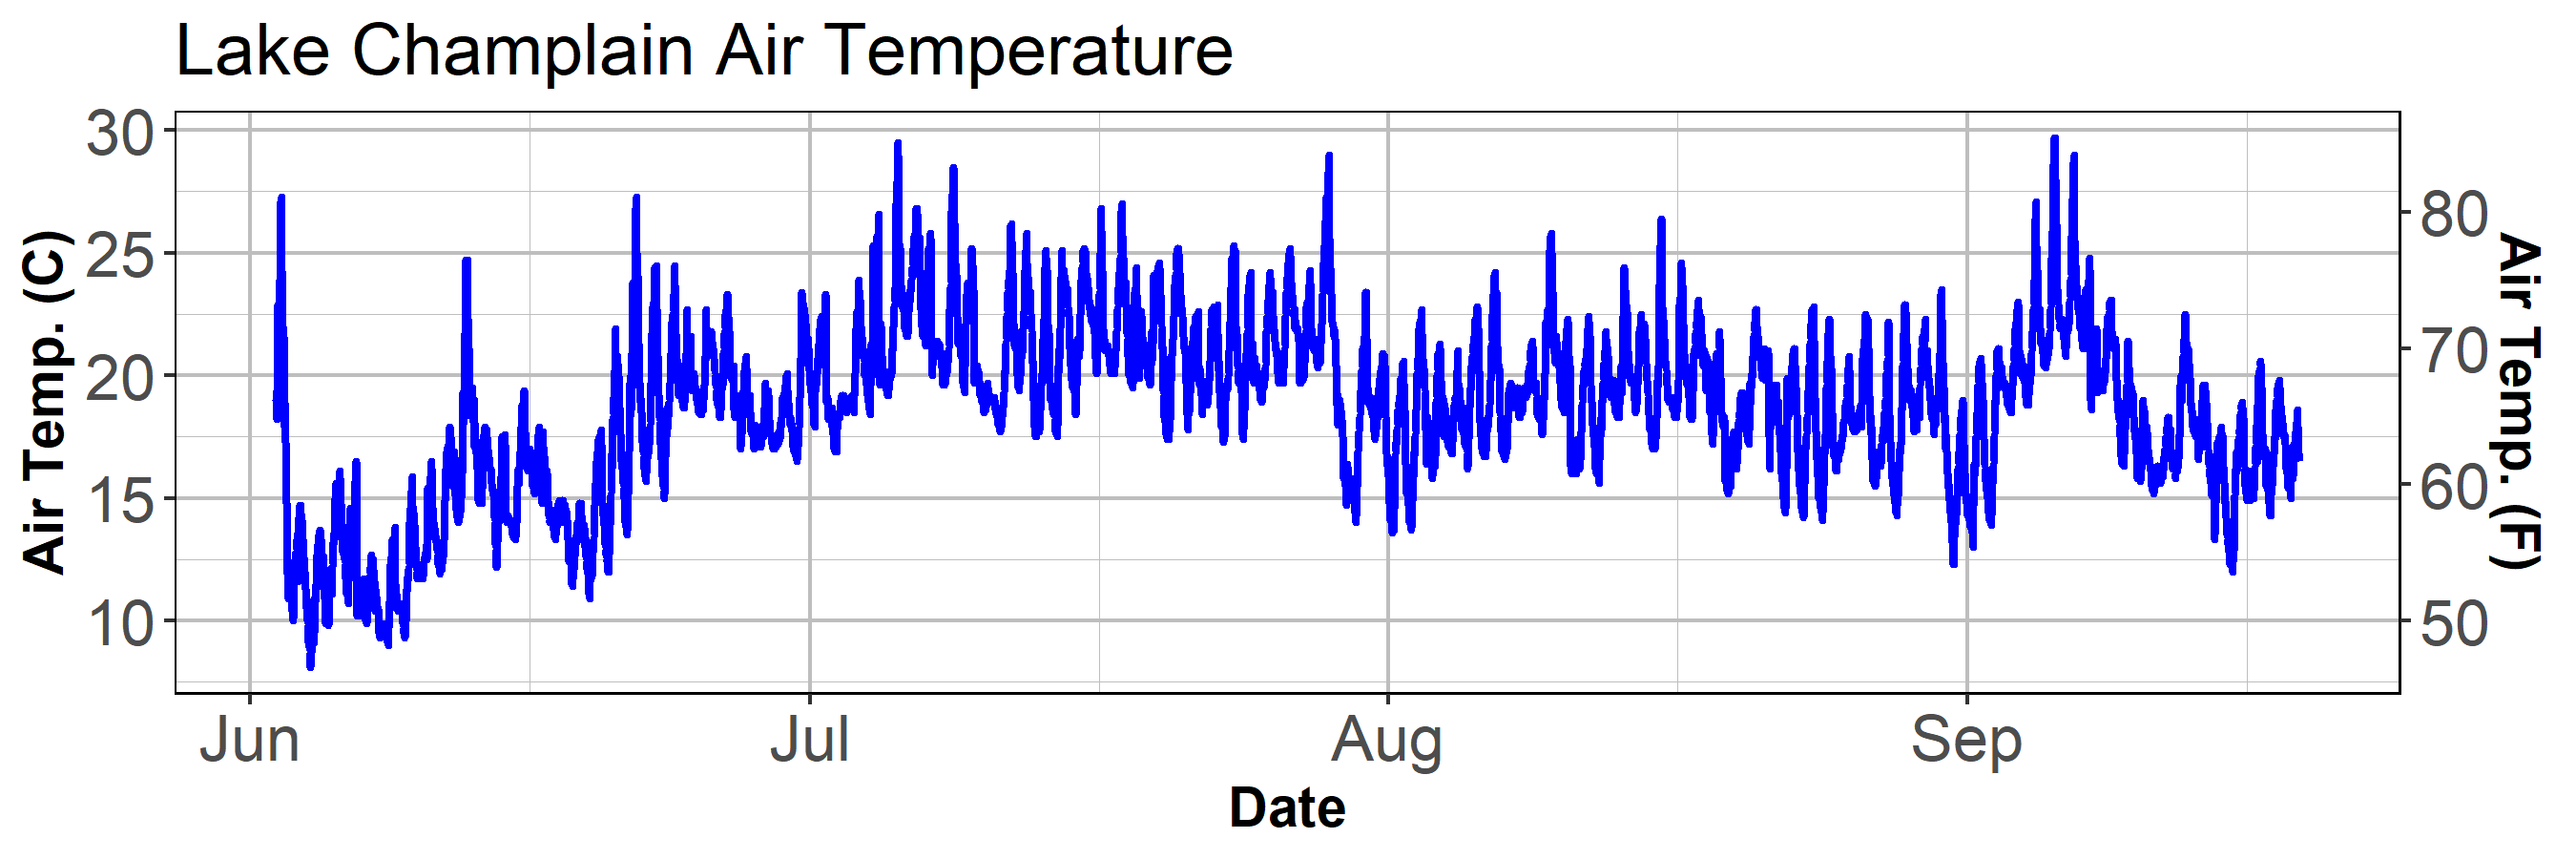 Lake Champlain Air Temperature
Air Temp. (C)
30
25
20
15
10
80
70
60
50
Air Temp. (F)
Jun Jul Aug Sep
Date